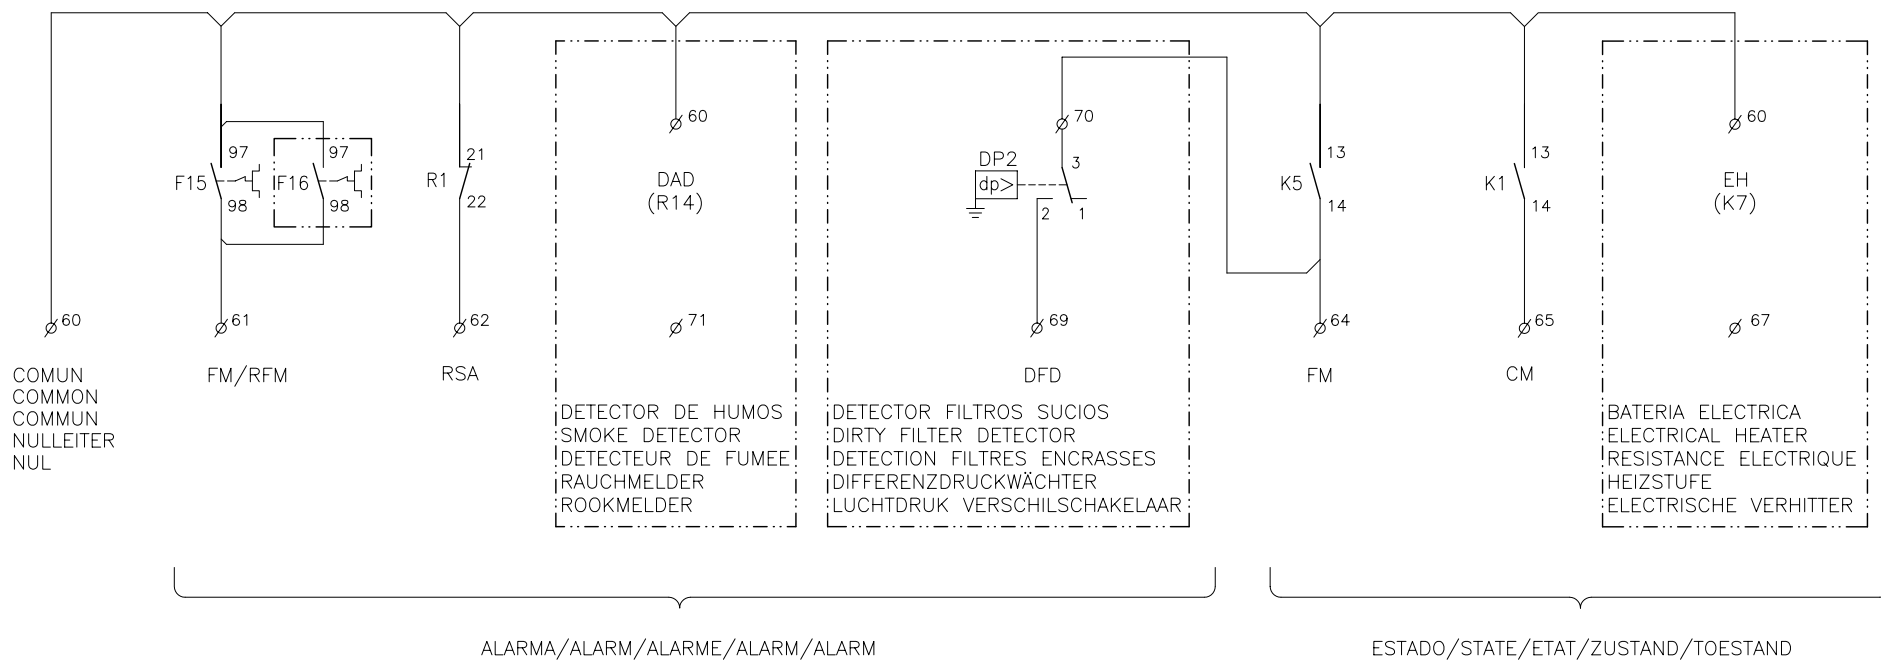 60
60
70
97
97
21
DP2
3
13
13
F15
F16
R1
DAD
dp>
K5
K1
EH
98
98
22
(R14)
2
1
14
14
(K7)
60
61
62
71
69
64
65
67
COMUN
COMMON
COMMUN
NULLEITER
NUL
FM/RFM
RSA
DFD
FM
CM
DETECTOR DE HUMOS
SMOKE DETECTOR
DETECTEUR DE FUMEE
RAUCHMELDER
ROOKMELDER
DETECTOR FILTROS SUCIOS
DIRTY FILTER DETECTOR
DETECTION FILTRES ENCRASSES
DIFFERENZDRUCKWÄCHTER
LUCHTDRUK VERSCHILSCHAKELAAR
BATERIA ELECTRICA
ELECTRICAL HEATER
RESISTANCE ELECTRIQUE
HEIZSTUFE
ELECTRISCHE VERHITTER
ALARMA/ALARM/ALARME/ALARM/ALARM
ESTADO/STATE/ETAT/ZUSTAND/TOESTAND